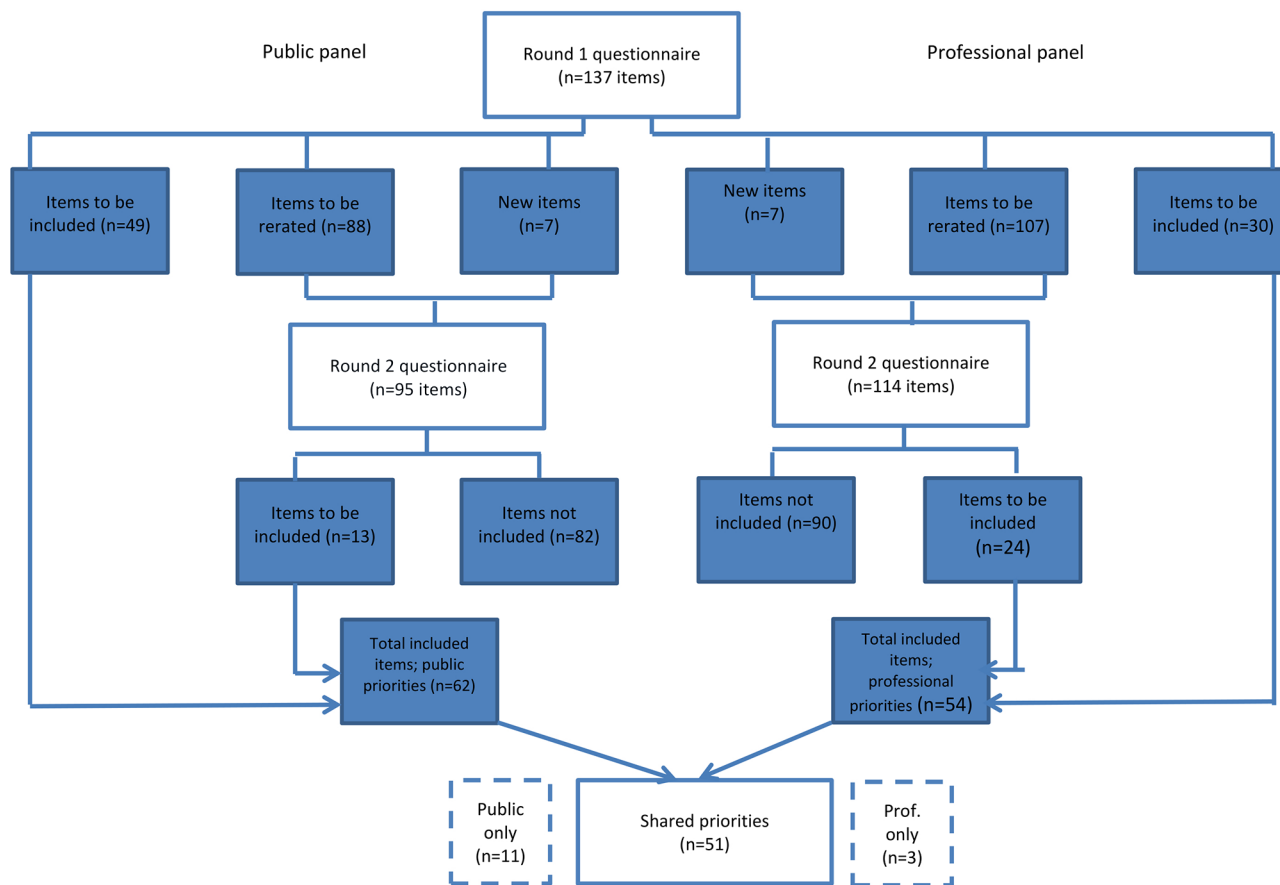 Public panel
Round 1 questionnaire
(n=137 items)
Professional panel
Items to be
included (n=49)
Items to be
rerated (n=88)
New items
(n=7)
New items
(n=7)
Items to be
rerated (n=107)
Items to be
included (n=30)
Round 2 questionnaire
(n=95 items)
Round 2 questionnaire
(n=114 items)
Items to be
included (n=13)
Items not
included (n=82)
Items not
included (n=90)
Items to be
included
(n=24)
Total included
items; public
priorities (n=62)
Total included
items;
professional
priorities (n=54)
Public
only
(n=11)
Shared priorities
(n=51)
Prof.
only
(n=3)